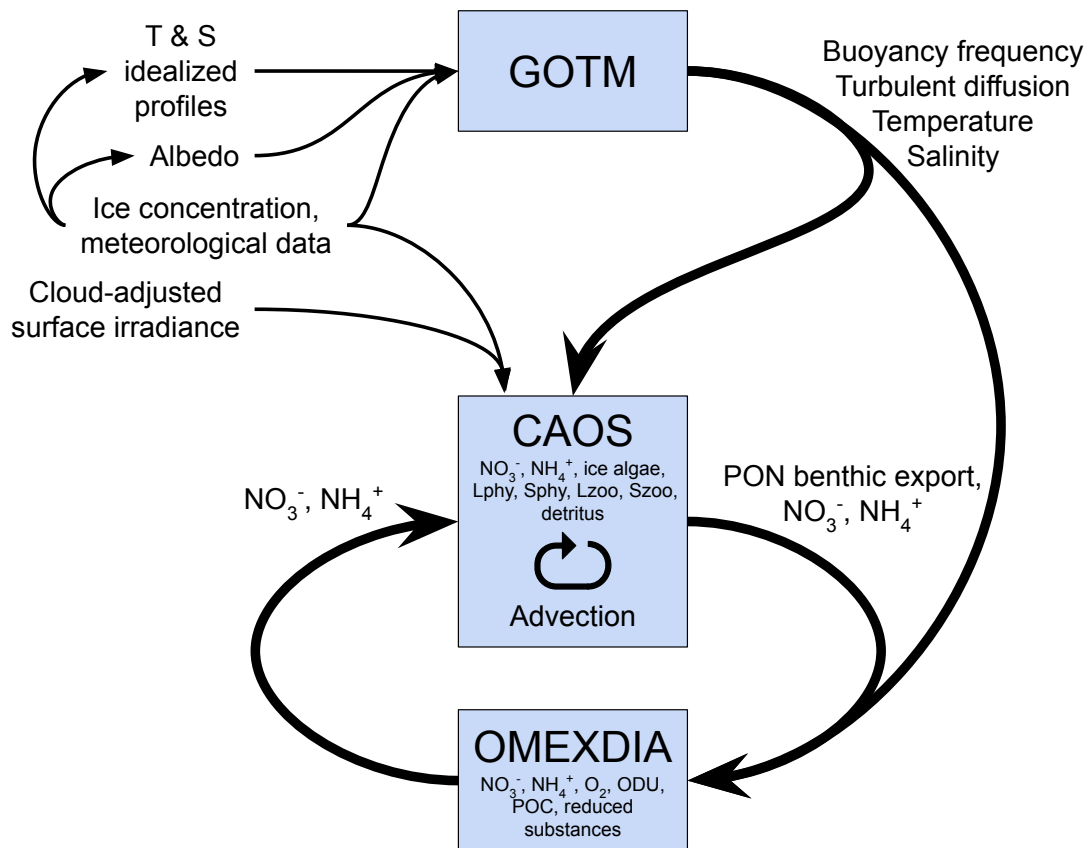 T & S
idealized
profiles
GOTM
Buoyancy frequency
Turbulent diffusion
Temperature
Salinity
Albedo
Ice concentration,
meteorological data
Cloud-adjusted
surface irradiance
CAOS
NO₃⁻, NH₄⁺, ice algae,
Lphy, Sphy, Lzoo, Szoo,
detritus
Advection
NO₃⁻, NH₄⁺
PON benthic export,
NO₃⁻, NH₄⁺
OMEXDIA
NO₃⁻, NH₄⁺, O₂, ODU,
POC, reduced
substances